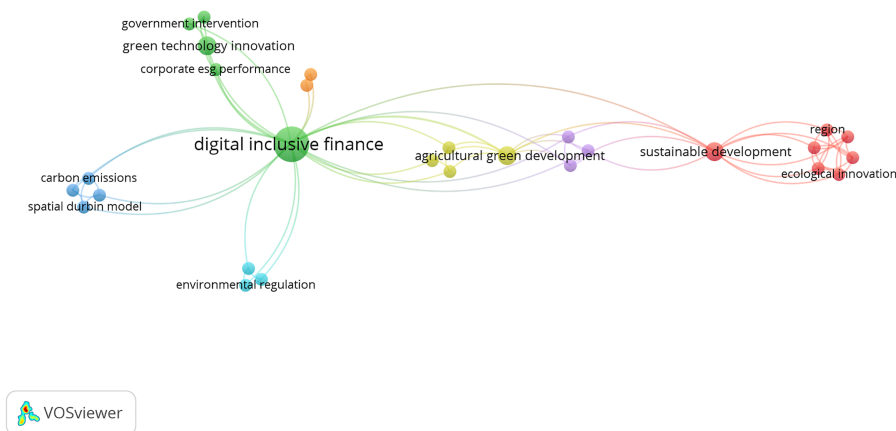 government intervention
green technology innovation
corporate esg performance
digital inclusive finance
region
agricultural green development
sustainable development
ecological innovation
carbon emissions
spatial durbin model
environmental regulation
VOSviewer